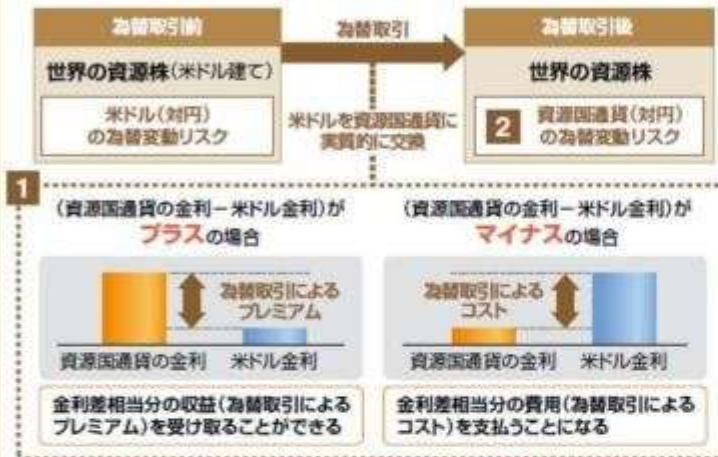 為替取引前
為替取引
為替取引後
世界の資源株(米ドル建て)
世界の資源株
米ドル(対円)
の為替変動リスク
米ドルを資源国通貨に
実質的に交換
2
資源国通貨(対円)
の為替変動リスク
1
(資源国通貨の金利−米ドル金利)が
プラスの場合
為替取引による
プレミアム
資源国通貨の金利
米ドル金利
金利差相当分の収益(為替取引による
プレミアム)を受け取ることができる
(資源国通貨の金利−米ドル金利)が
マイナスの場合
為替取引による
コスト
資源国通貨の金利
米ドル金利
金利差相当分の費用(為替取引による
コスト)を支払うことになる